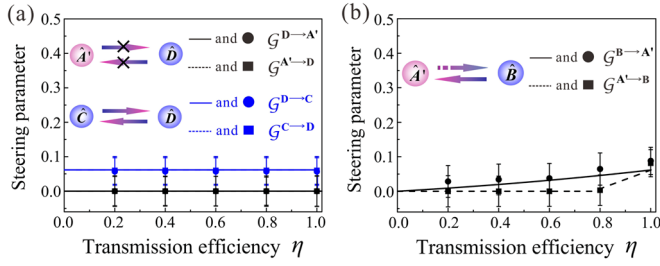 (a)
Steering parameter
0.5
0.4
0.3
0.2
0.1
0.0
Â' D̂ and 𝒢^{D⟶A'}
and 𝒢^{A'⟶D}
Ĉ D̂ and 𝒢^{D⟶C}
and 𝒢^{C⟶D}
0.0 0.2 0.4 0.6 0.8 1.0
Transmission efficiency η
(b)
Steering parameter
0.5
0.4
0.3
0.2
0.1
0.0
Â' B̂ and 𝒢^{B⟶A'}
and 𝒢^{A'⟶B}
0.0 0.2 0.4 0.6 0.8 1.0
Transmission efficiency η